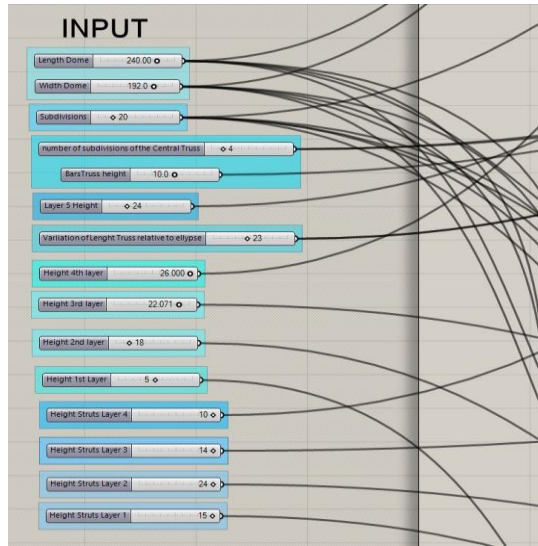 INPUT
Length Dome 240.00
Width Dome 192.0
Subdivisions 20
number of subdivisions of the Central Truss 4
BarsTruss height 10.0
Layer 5 Height 24
Variiation of Lenght Truss relative to ellypse 23
Height 4th layer 26.000
Height 3rd layer 22.071
Height 2nd layer 18
Height 1st Layer 5
Height Struts Layer 4 10
Height Struts Layer 3 14
Height Struts Layer 2 24
Height Struts Layer 1 15